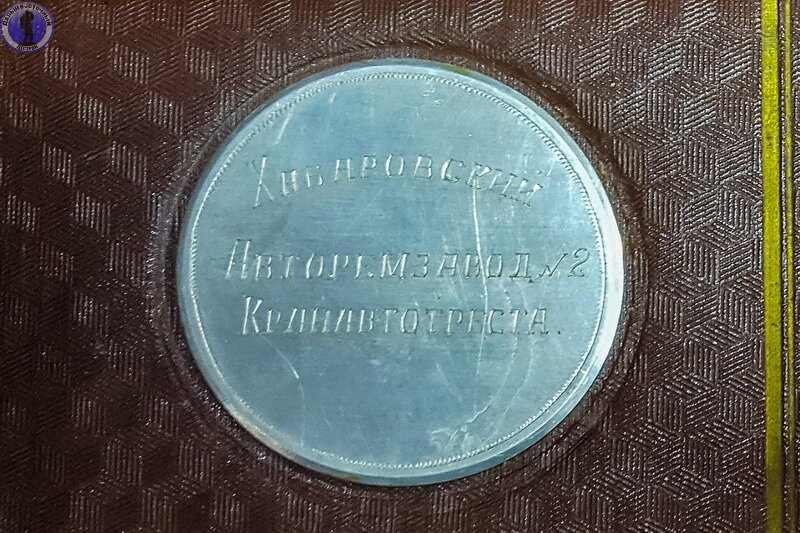 Хабаровский
Авторемзавод №2
Крайавтотреста.